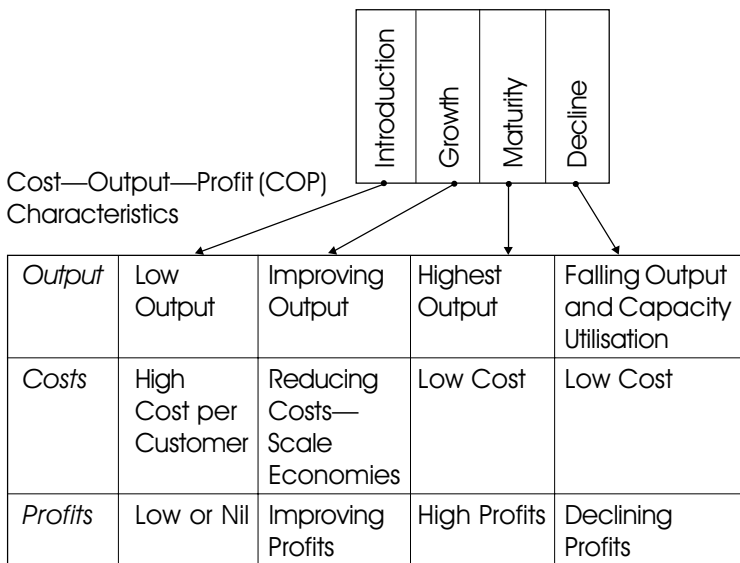 Introduction
Growth
Maturity
Decline
Cost—Output—Profit (COP)
Characteristics
Output
Low
Output
Improving
Output
Highest
Output
Falling Output
and Capacity
Utilisation
Costs
High
Cost per
Customer
Reducing
Costs—
Scale
Economies
Low Cost
Low Cost
Profits
Low or Nil
Improving
Profits
High Profits
Declining
Profits